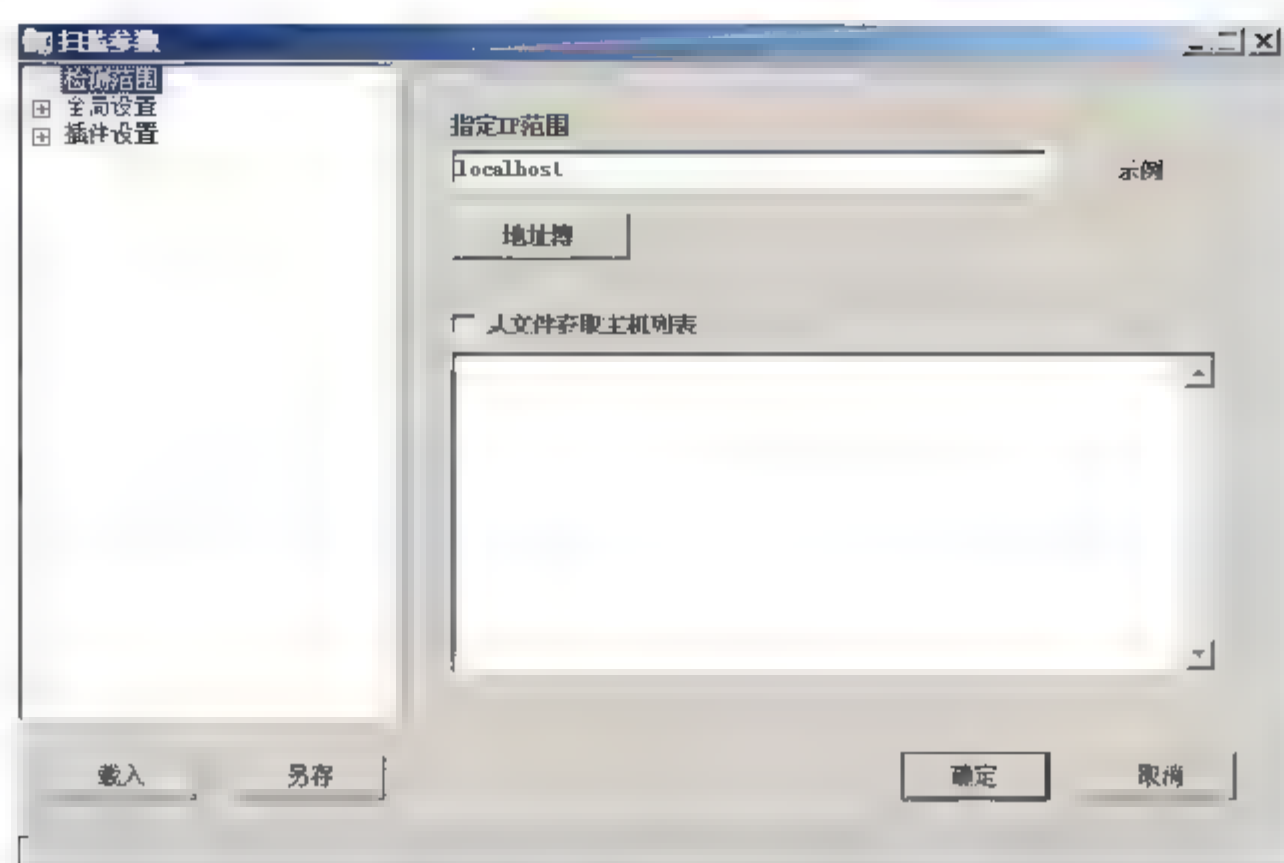 扫描参数
检测范围
全局设置
插件设置
指定IP范围
localhost
示例
地址簿
从文件获取主机列表
载入
另存
确定
取消